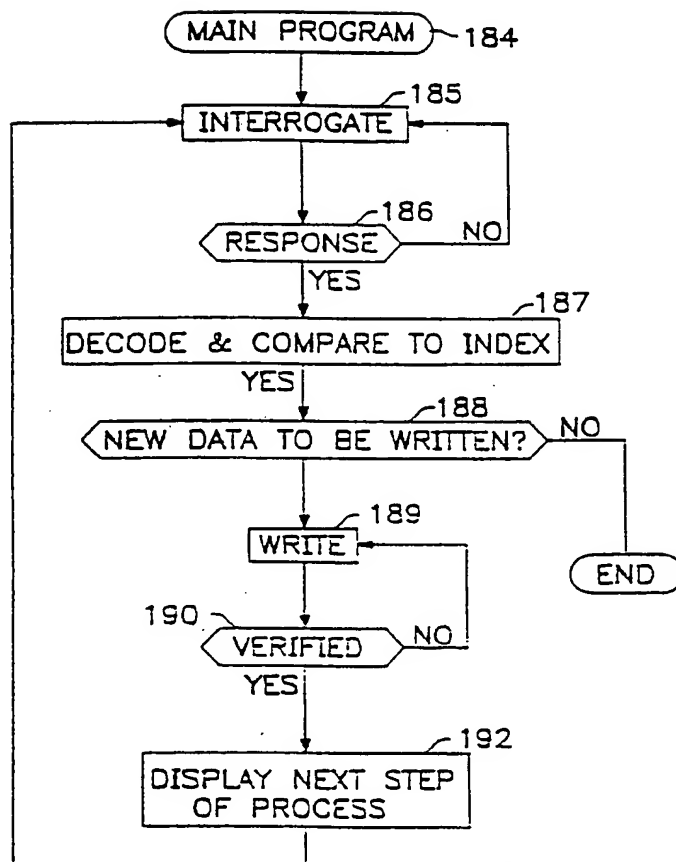 MAIN PROGRAM
184
185
INTERROGATE
186
RESPONSE
NO
YES
187
DECODE & COMPARE TO INDEX
YES
188
NEW DATA TO BE WRITTEN?
NO
189
WRITE
END
190
VERIFIED
NO
YES
192
DISPLAY NEXT STEP
OF PROCESS